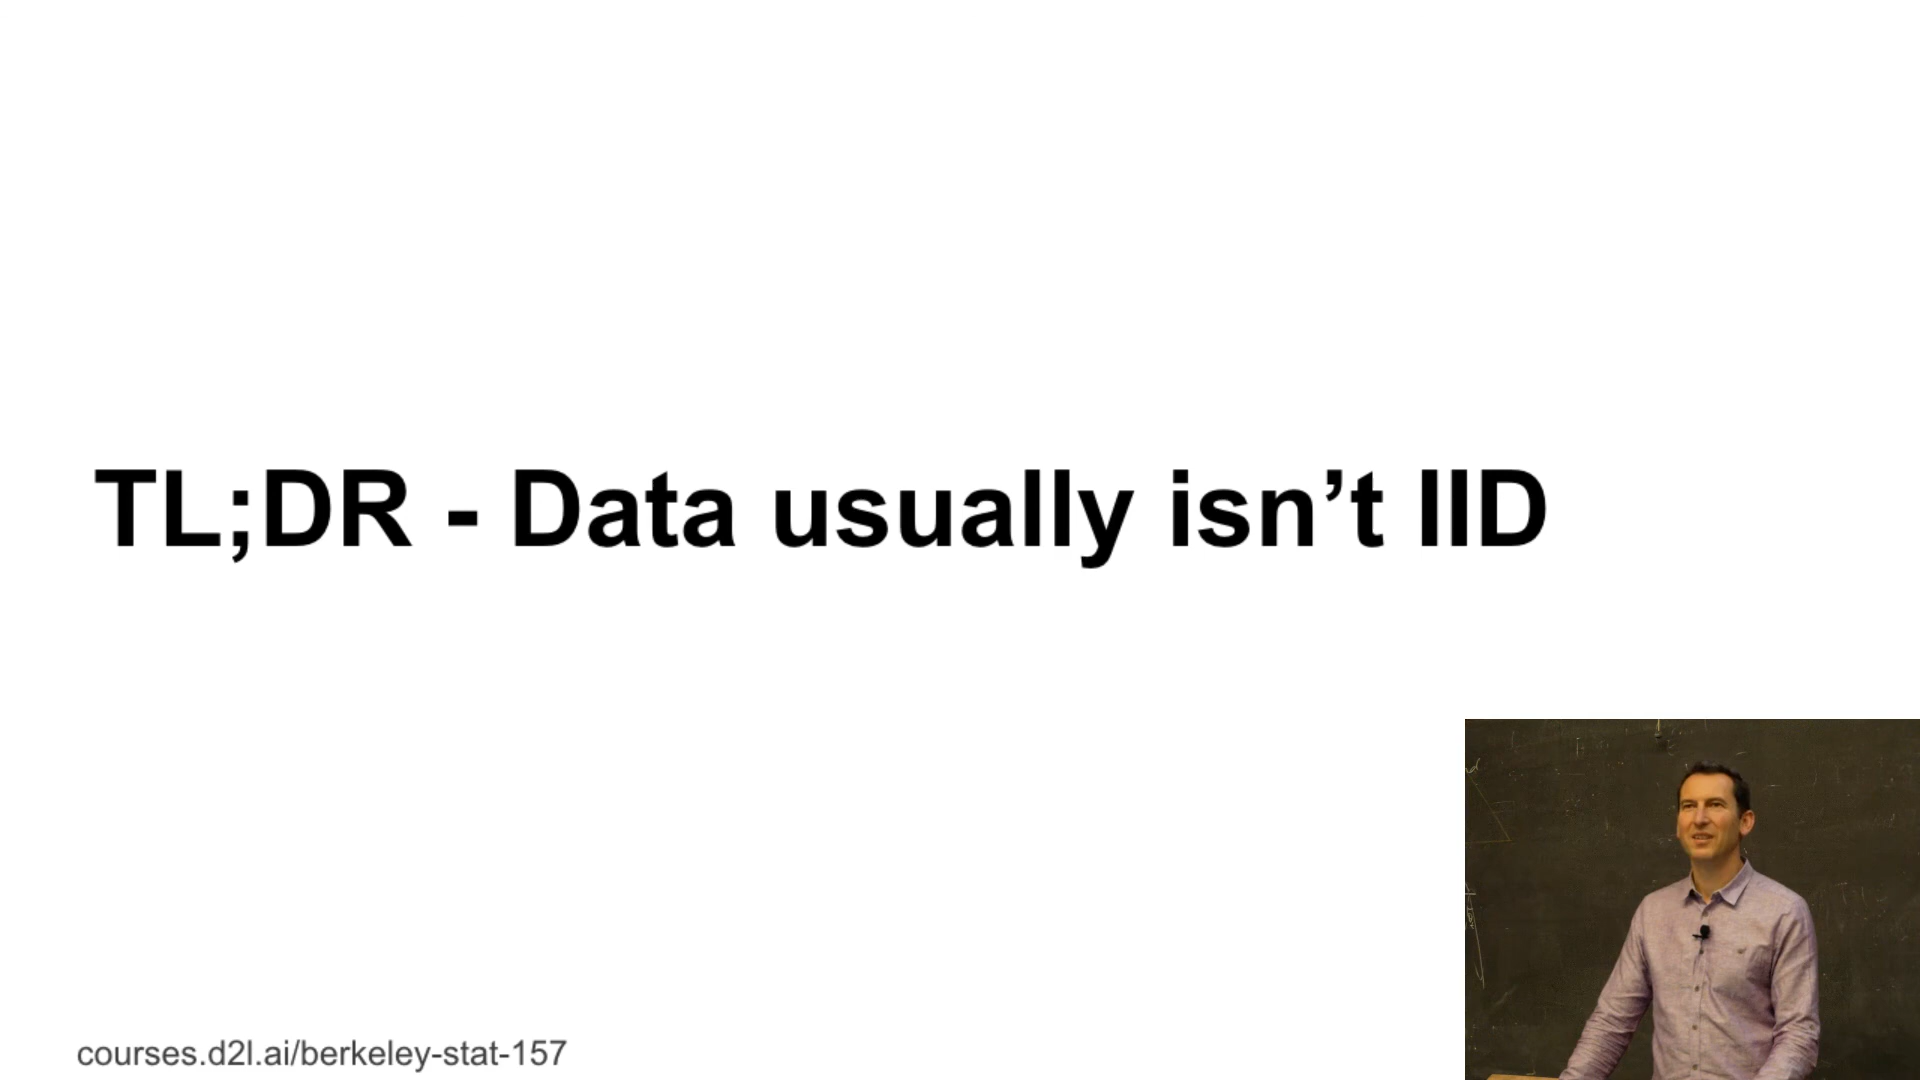 TL;DR - Data usually isn’t IID
courses.d2l.ai/berkeley-stat-157